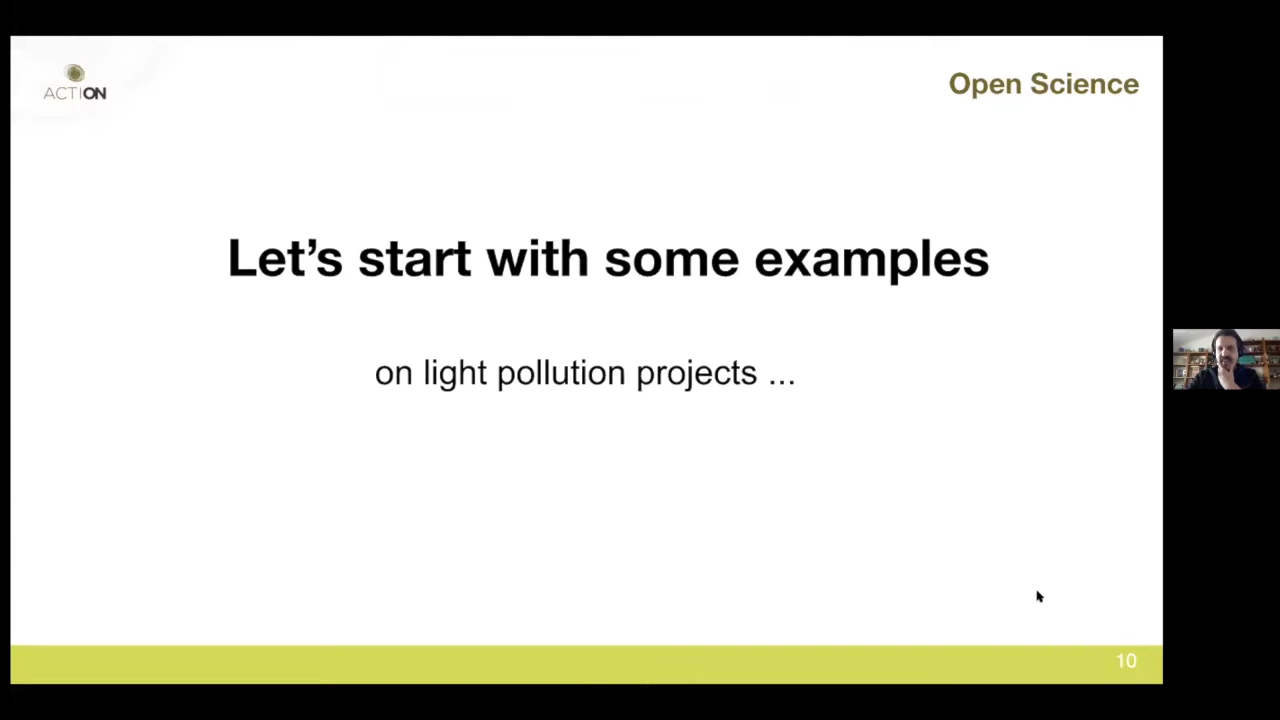 ACTION
Open Science
Let's start with some examples
on light pollution projects ...
10